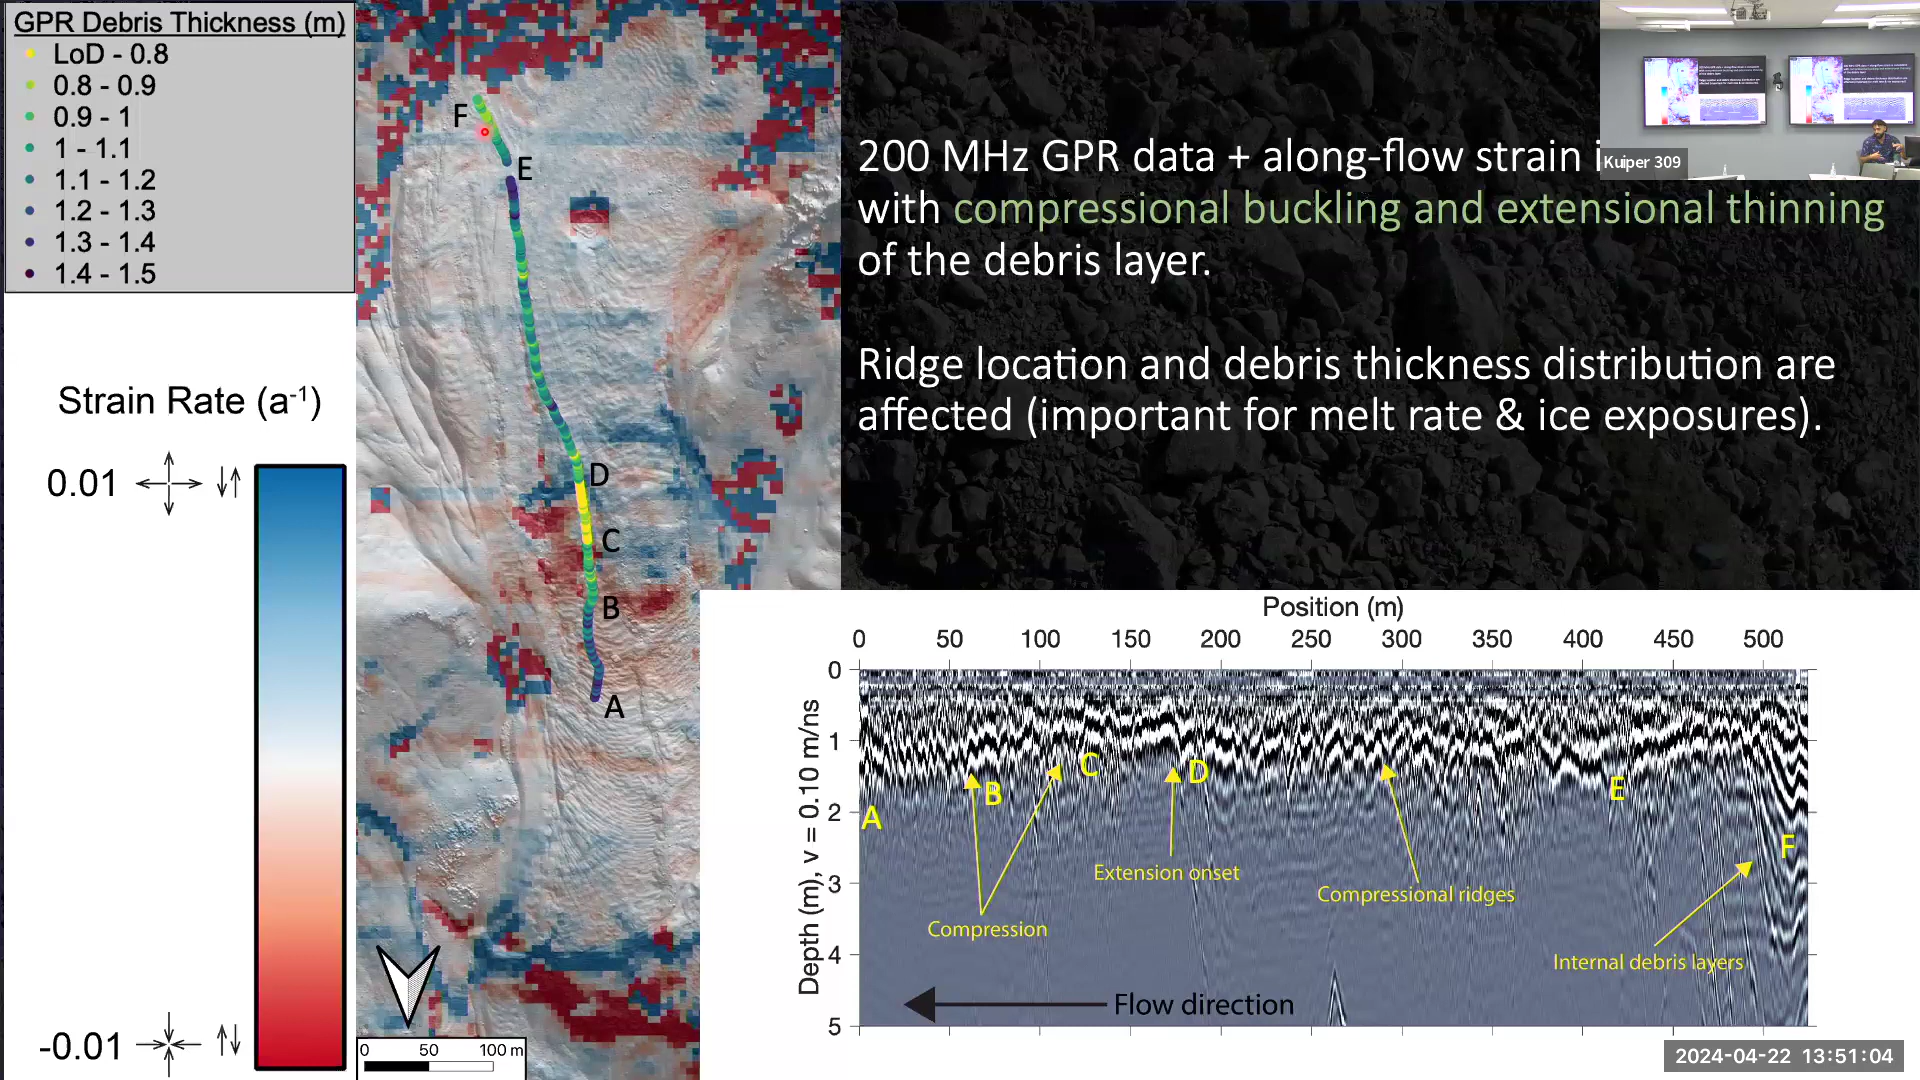 GPR Debris Thickness (m)
LoD - 0.8
0.8 - 0.9
0.9 - 1
1 - 1.1
1.1 - 1.2
1.2 - 1.3
1.3 - 1.4
1.4 - 1.5
Strain Rate (a-1)
0.01
-0.01
F
E
D
C
B
A
0 50 100 m
200 MHz GPR data + along-flow strain
with compressional buckling and extensional thinning
of the debris layer.
Ridge location and debris thickness distribution are
affected (important for melt rate & ice exposures).
Kuiper 309
Position (m)
0 50 100 150 200 250 300 350 400 450 500
Depth (m), v = 0.10 m/ns
0
1
2
3
4
5
A
B
C
D
E
F
Extension onset
Compressional ridges
Compression
Internal debris layers
Flow direction
2024-04-22 13:51:04